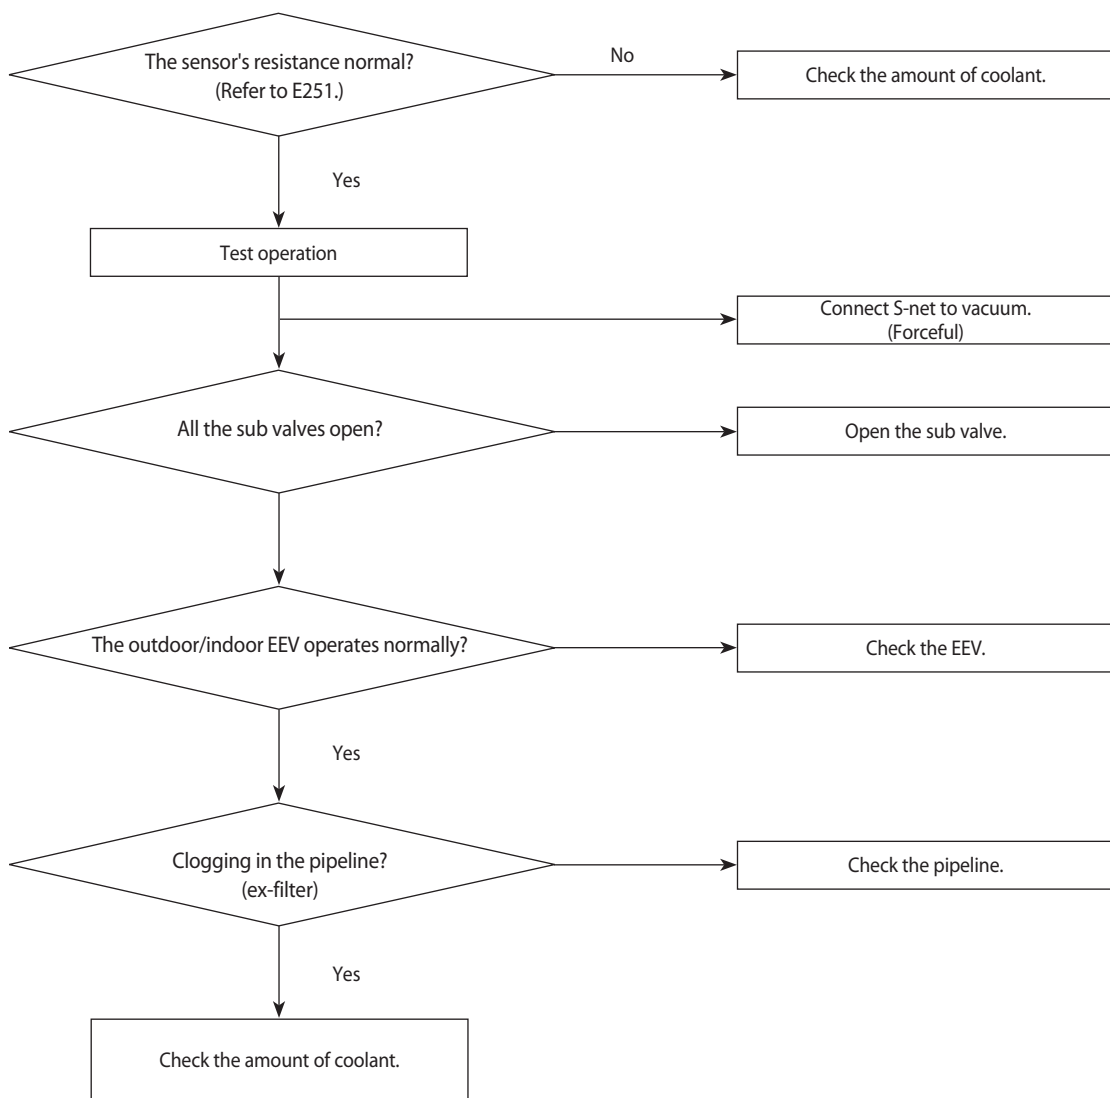 The sensor's resistance normal?
(Refer to E251.)
No
Check the amount of coolant.
Yes
Test operation
Connect S-net to vacuum.
(Forceful)
All the sub valves open?
Open the sub valve.
The outdoor/indoor EEV operates normally?
Check the EEV.
Yes
Clogging in the pipeline?
(ex-filter)
Check the pipeline.
Yes
Check the amount of coolant.